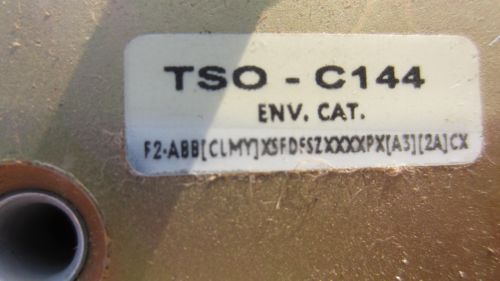 TSO - C144
ENV. CAT.
F2-ABB[CLMY]XSFDFSZXXXXPX[A3][2A]CX